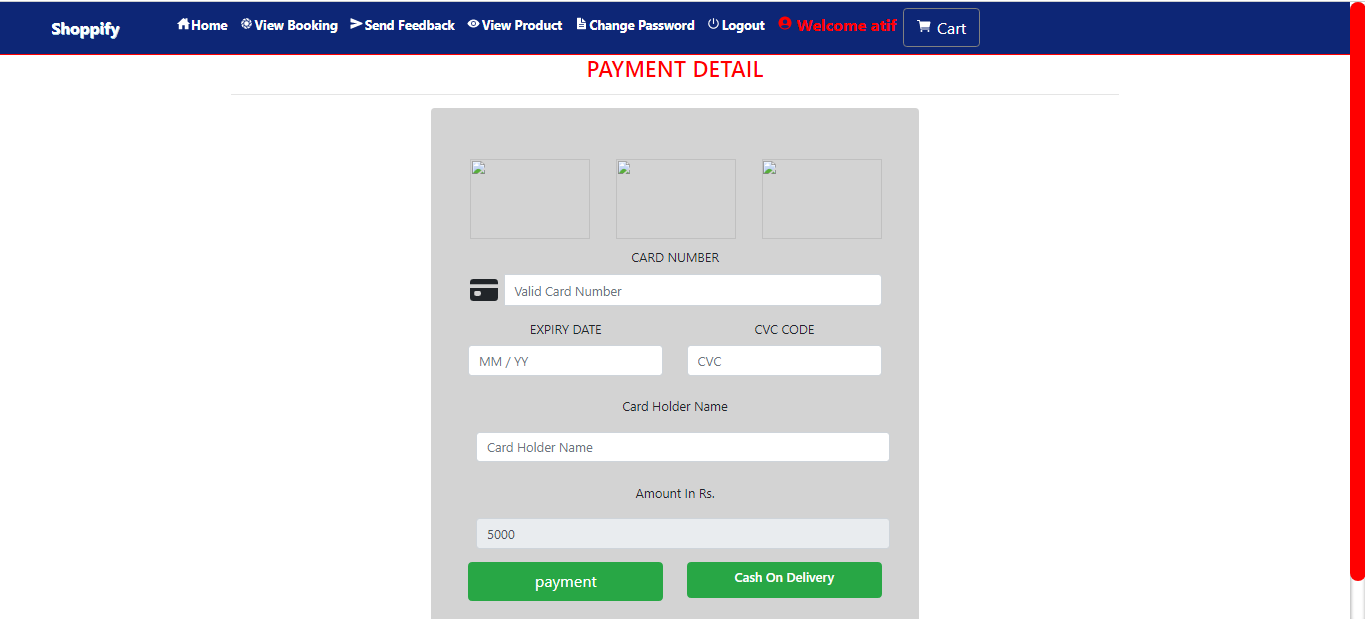 Shoppify Home View Booking Send Feedback View Product Change Password Logout Welcome atif Cart
PAYMENT DETAIL
CARD NUMBER
Valid Card Number
EXPIRY DATE CVC CODE
MM / YY CVC
Card Holder Name
Card Holder Name
Amount In Rs.
5000
payment Cash On Delivery